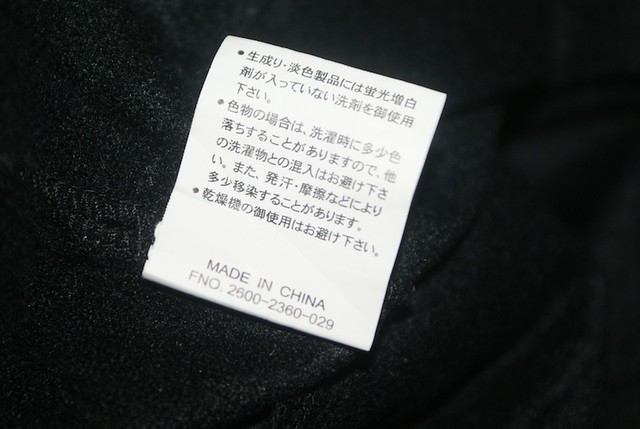 ●生成り・淡色製品には蛍光増白
剤が入っていない洗剤を御使用
下さい。
●色物の場合は、洗濯時に多少色
落ちすることがありますので、他
の洗濯物との混入はお避け下さ
い。また、発汗・摩擦などにより
多少移染することがあります。
●乾燥機の御使用はお避け下さい。
MADE IN CHINA
FNO. 2600-2360-029